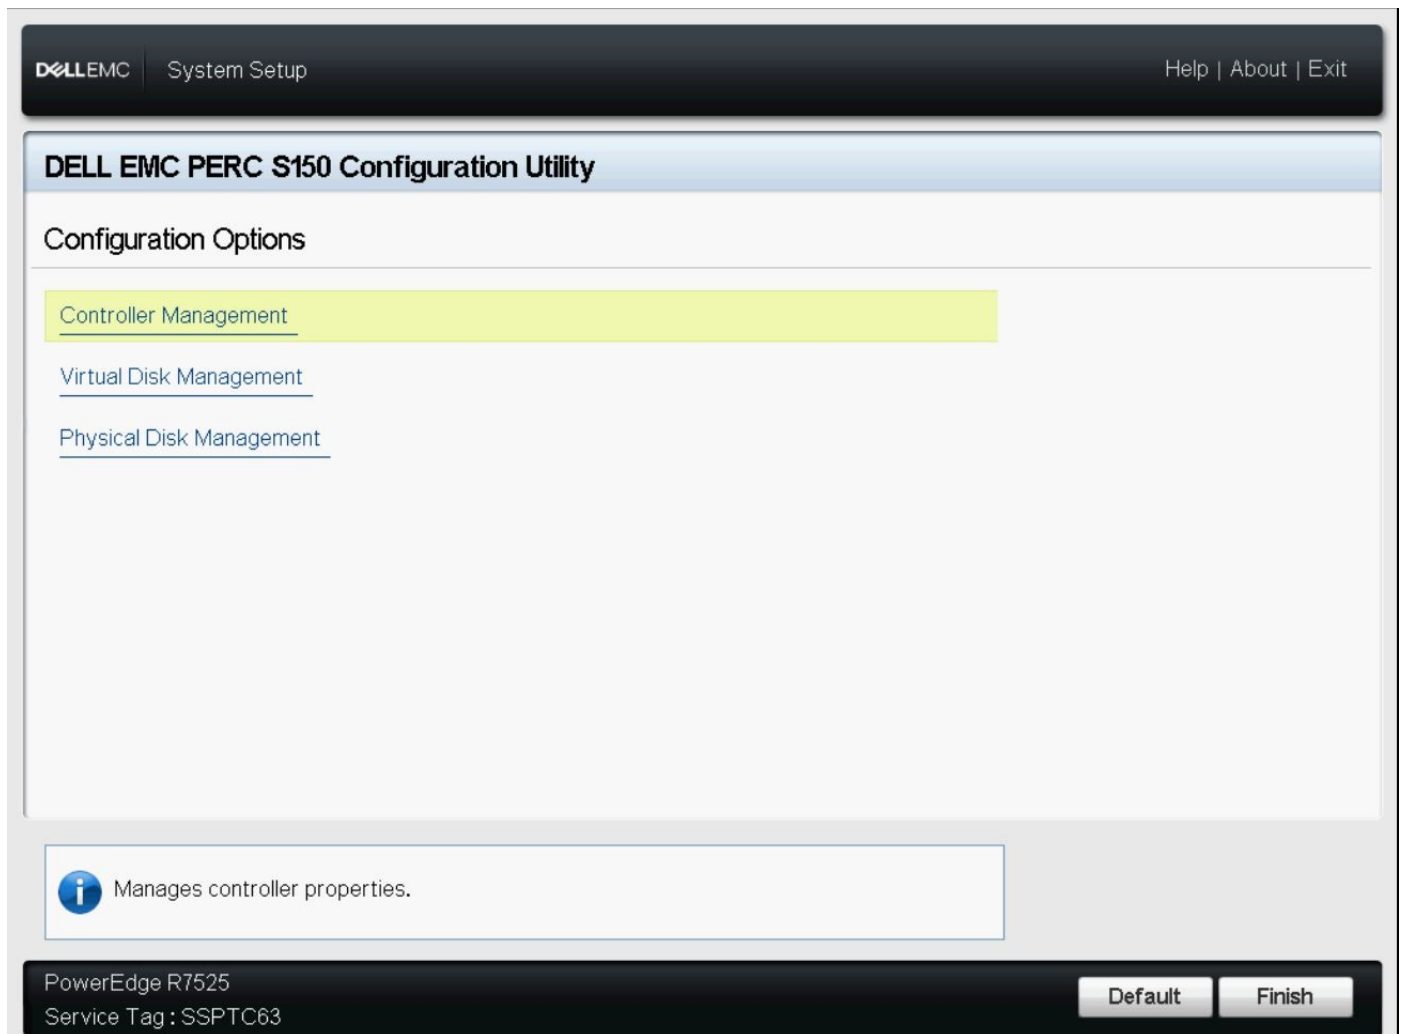 DELLEMC System Setup Help | About | Exit
DELL EMC PERC S150 Configuration Utility
Configuration Options
Controller Management
Virtual Disk Management
Physical Disk Management
Manages controller properties.
PowerEdge R7525
Service Tag : SSPTC63
Default Finish